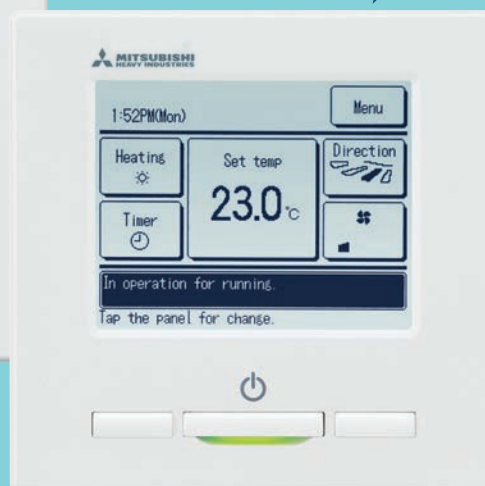 MITSUBISHI
HEAVY INDUSTRIES
1:52PM(Mon)
Menu
Heating
Set temp
Direction
23.0°C
Timer
In operation for running.
Tap the panel for change.